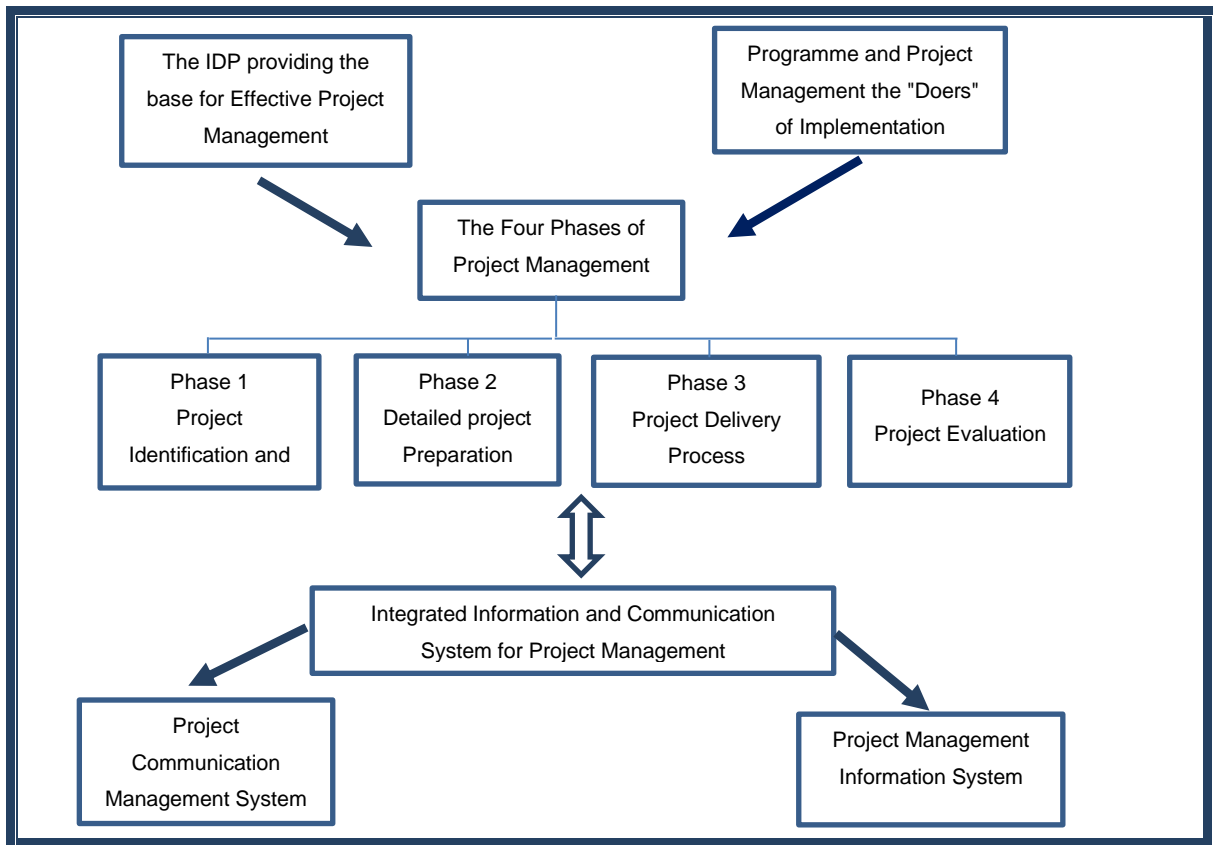 The IDP providing the
base for Effective Project
Management
Programme and Project
Management the "Doers"
of Implementation
The Four Phases of
Project Management
Phase 1
Project
Identification and
Phase 2
Detailed project
Preparation
Phase 3
Project Delivery
Process
Phase 4
Project Evaluation
Integrated Information and Communication
System for Project Management
Project
Communication
Management System
Project Management
Information System